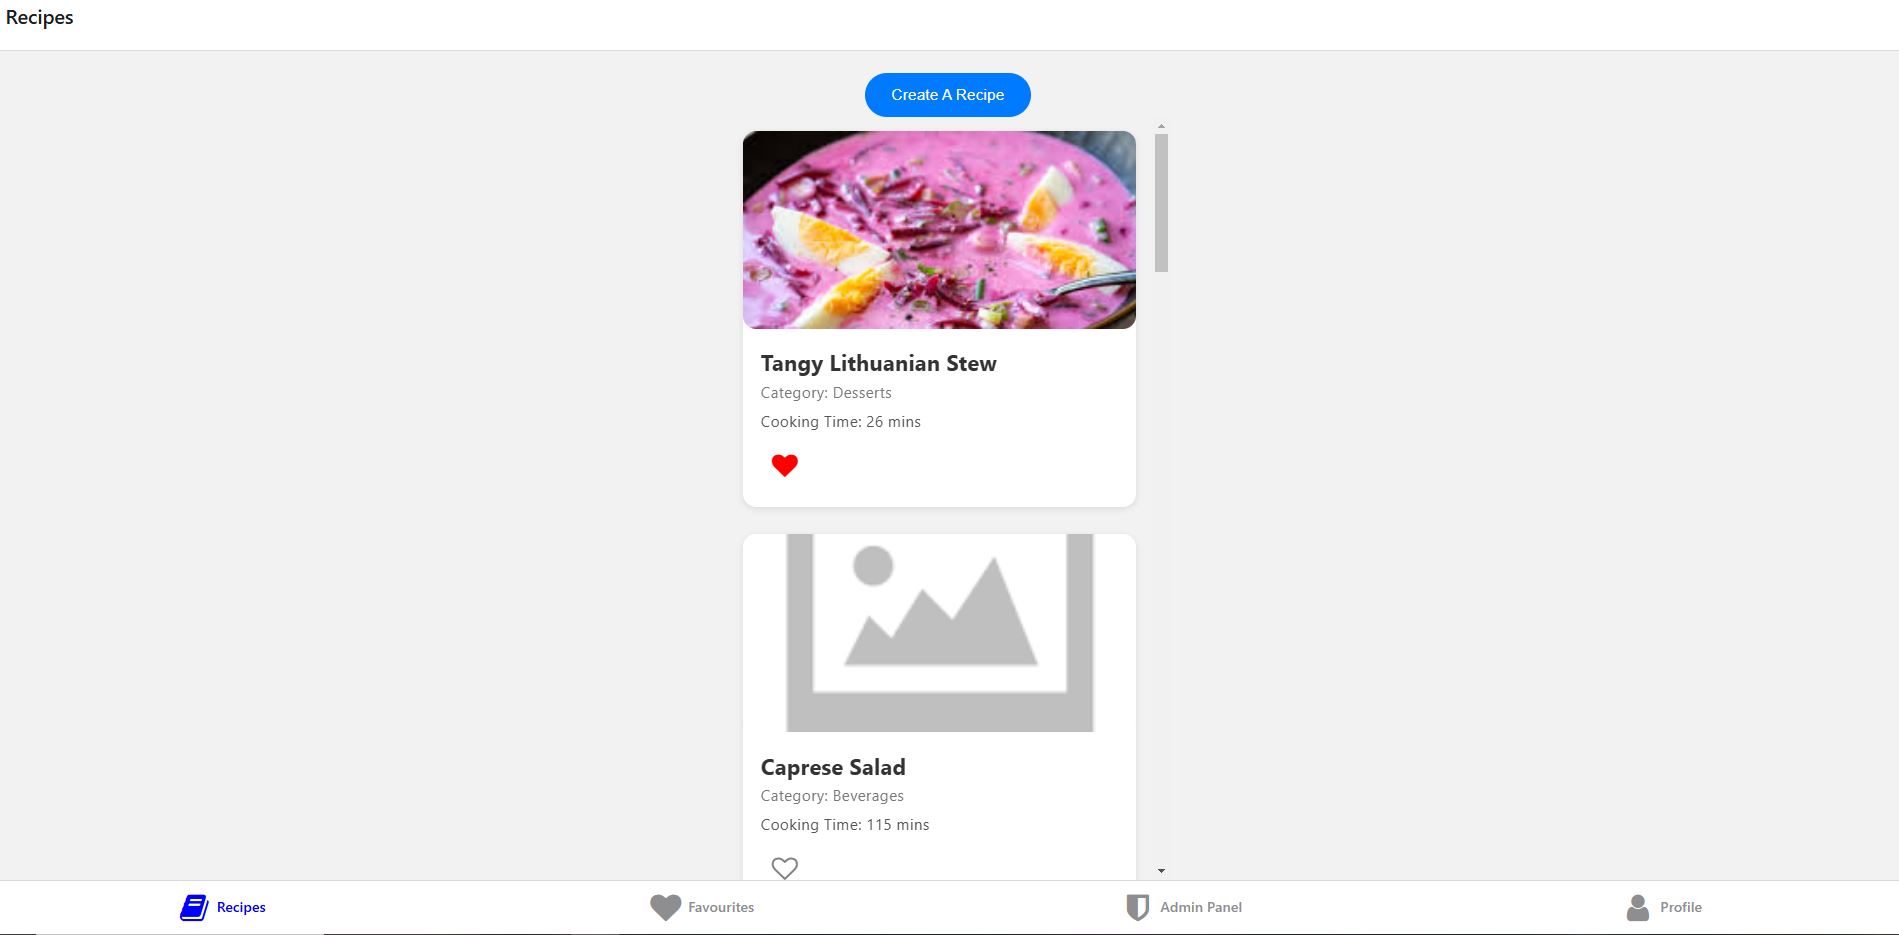 Recipes
Create A Recipe
Tangy Lithuanian Stew
Category: Desserts
Cooking Time: 26 mins
Caprese Salad
Category: Beverages
Cooking Time: 115 mins
Recipes
Favourites
Admin Panel
Profile